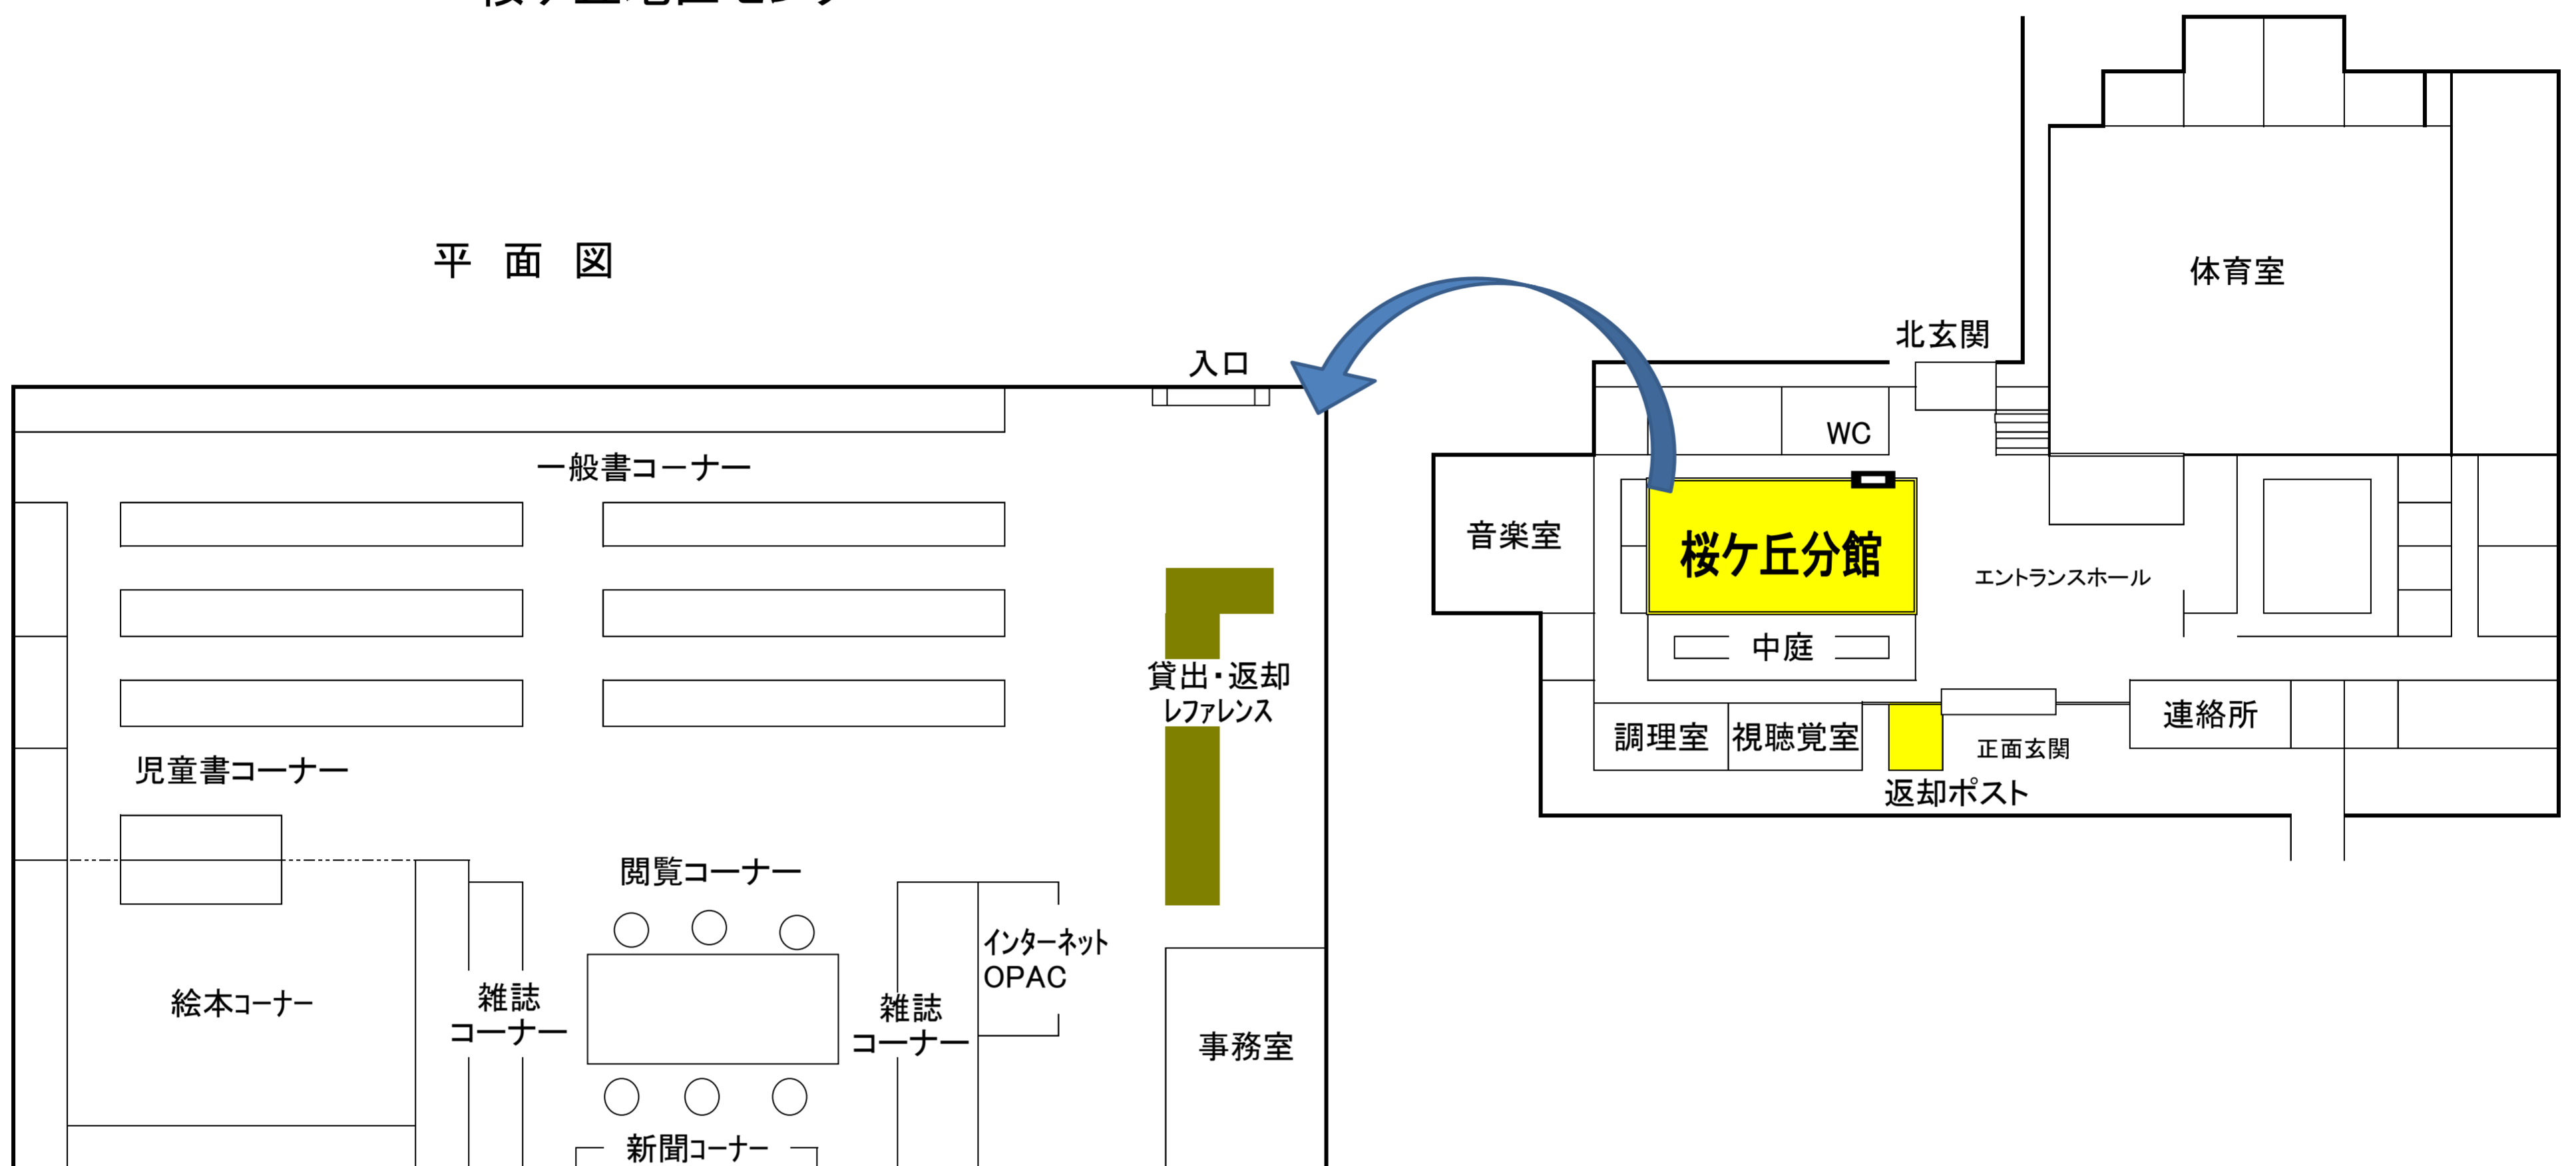 平 面 図
入口
一般書コーナー
貸出・返却
レファレンス
児童書コーナー
閲覧コーナー
インターネット
OPAC
絵本コーナー
雑誌
コーナー
雑誌
コーナー
事務室
新聞コーナー
体育室
北玄関
WC
音楽室
桜ケ丘分館
エントランスホール
中庭
調理室
視聴覚室
正面玄関
連絡所
返却ポスト